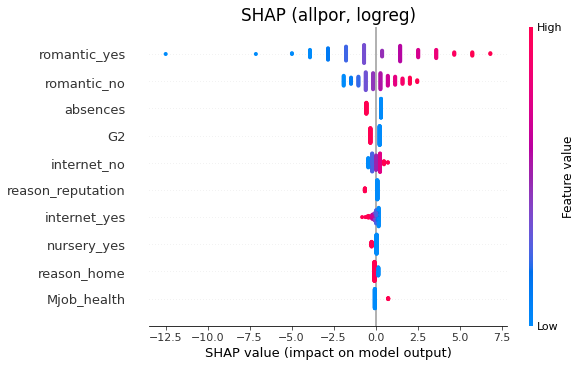 SHAP (allpor, logreg)
High
romantic_yes
romantic_no
absences
G2
internet_no
reason_reputation
internet_yes
nursery_yes
reason_home
Mjob_health
Feature value
Low
−12.5 −10.0 −7.5 −5.0 −2.5 0.0 2.5 5.0 7.5
SHAP value (impact on model output)